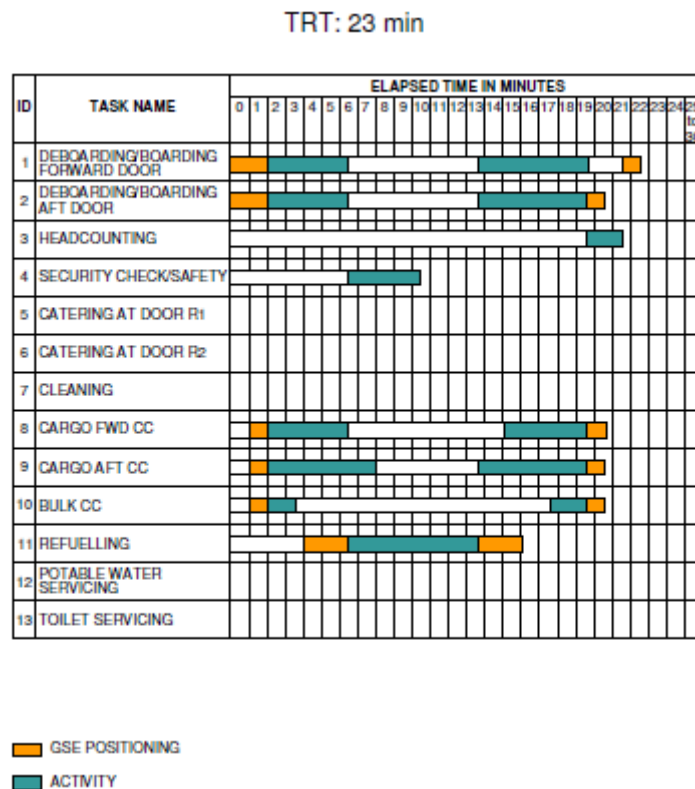 TRT: 23 min
ELAPSED TIME IN MINUTES
ID TASK NAME 0 1 2 3 4 5 6 7 8 9 10 11 12 13 14 15 16 17 18 19 20 21 22 23 24 25
to
1 DEBOARDING/BOARDING
FORWARD DOOR
2 DEBOARDING/BOARDING
AFT DOOR
3 HEADCOUNTING
4 SECURITY CHECK/SAFETY
5 CATERING AT DOOR R1
6 CATERING AT DOOR R2
7 CLEANING
8 CARGO FWD CC
9 CARGO AFT CC
10 BULK CC
11 REFUELLING
12 POTABLE WATER
SERVICING
13 TOILET SERVICING
GSE POSITIONING
ACTIVITY